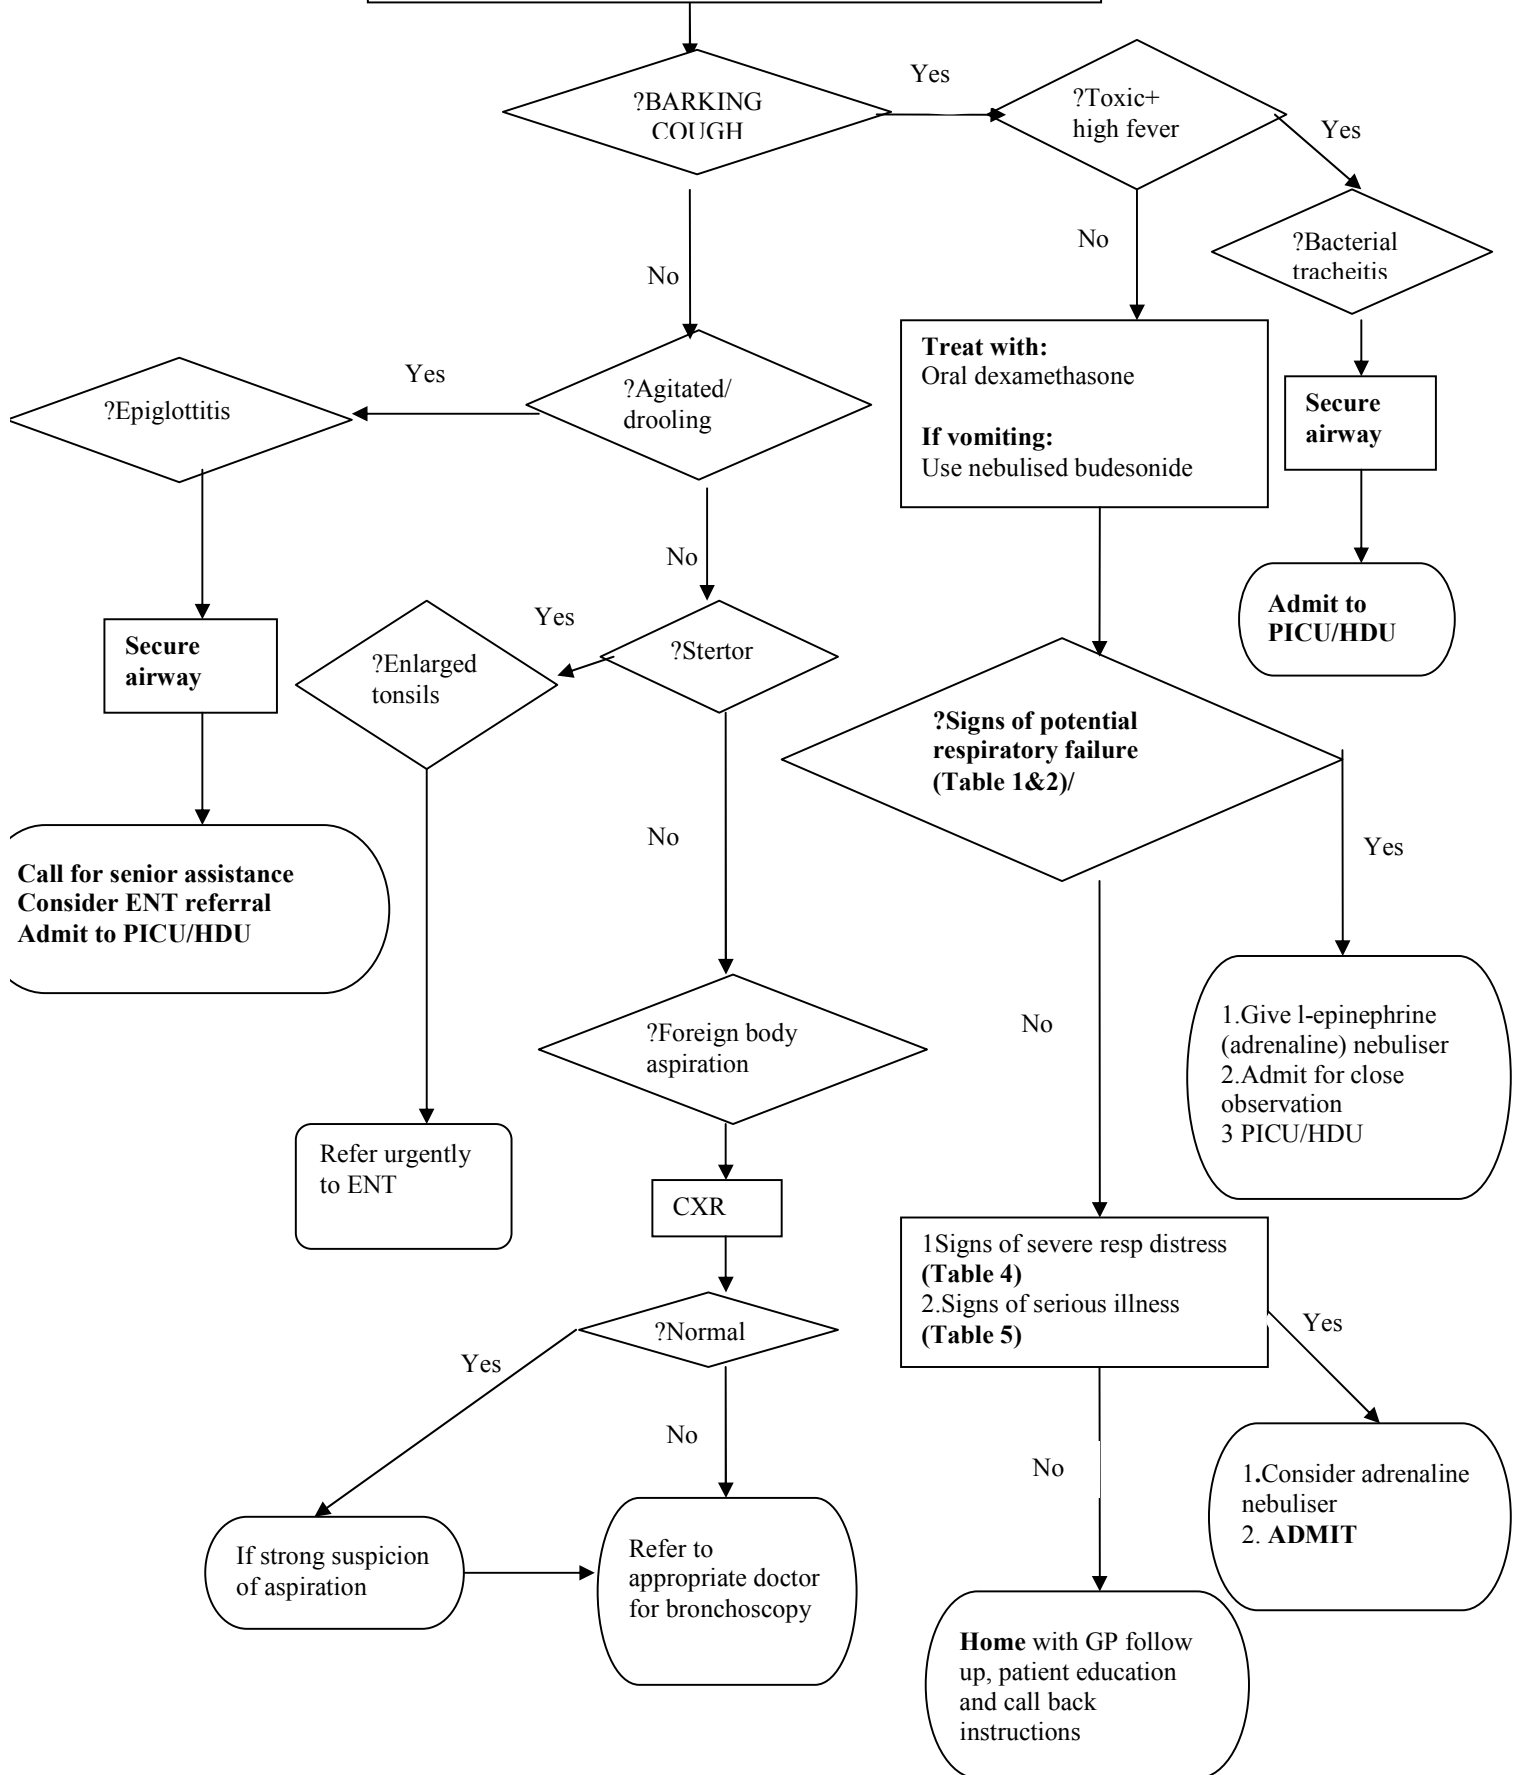 Yes
?BARKING
COUGH
?Toxic+
high fever
Yes
No
?Bacterial
tracheitis
No
Treat with:
Oral dexamethasone
If vomiting:
Use nebulised budesonide
Secure
airway
Admit to
PICU/HDU
Yes
?Agitated/
drooling
?Epiglottitis
No
Secure
airway
Yes
?Enlarged
tonsils
?Stertor
Call for senior assistance
Consider ENT referral
Admit to PICU/HDU
No
?Signs of potential
respiratory failure
(Table 1&2)/
Yes
No
?Foreign body
aspiration
1.Give l-epinephrine
(adrenaline) nebuliser
2.Admit for close
observation
3 PICU/HDU
Refer urgently
to ENT
CXR
1Signs of severe resp distress
(Table 4)
2.Signs of serious illness
(Table 5)
?Normal
Yes
Yes
No
No
1.Consider adrenaline
nebuliser
2. ADMIT
If strong suspicion
of aspiration
Refer to
appropriate doctor
for bronchoscopy
Home with GP follow
up, patient education
and call back
instructions